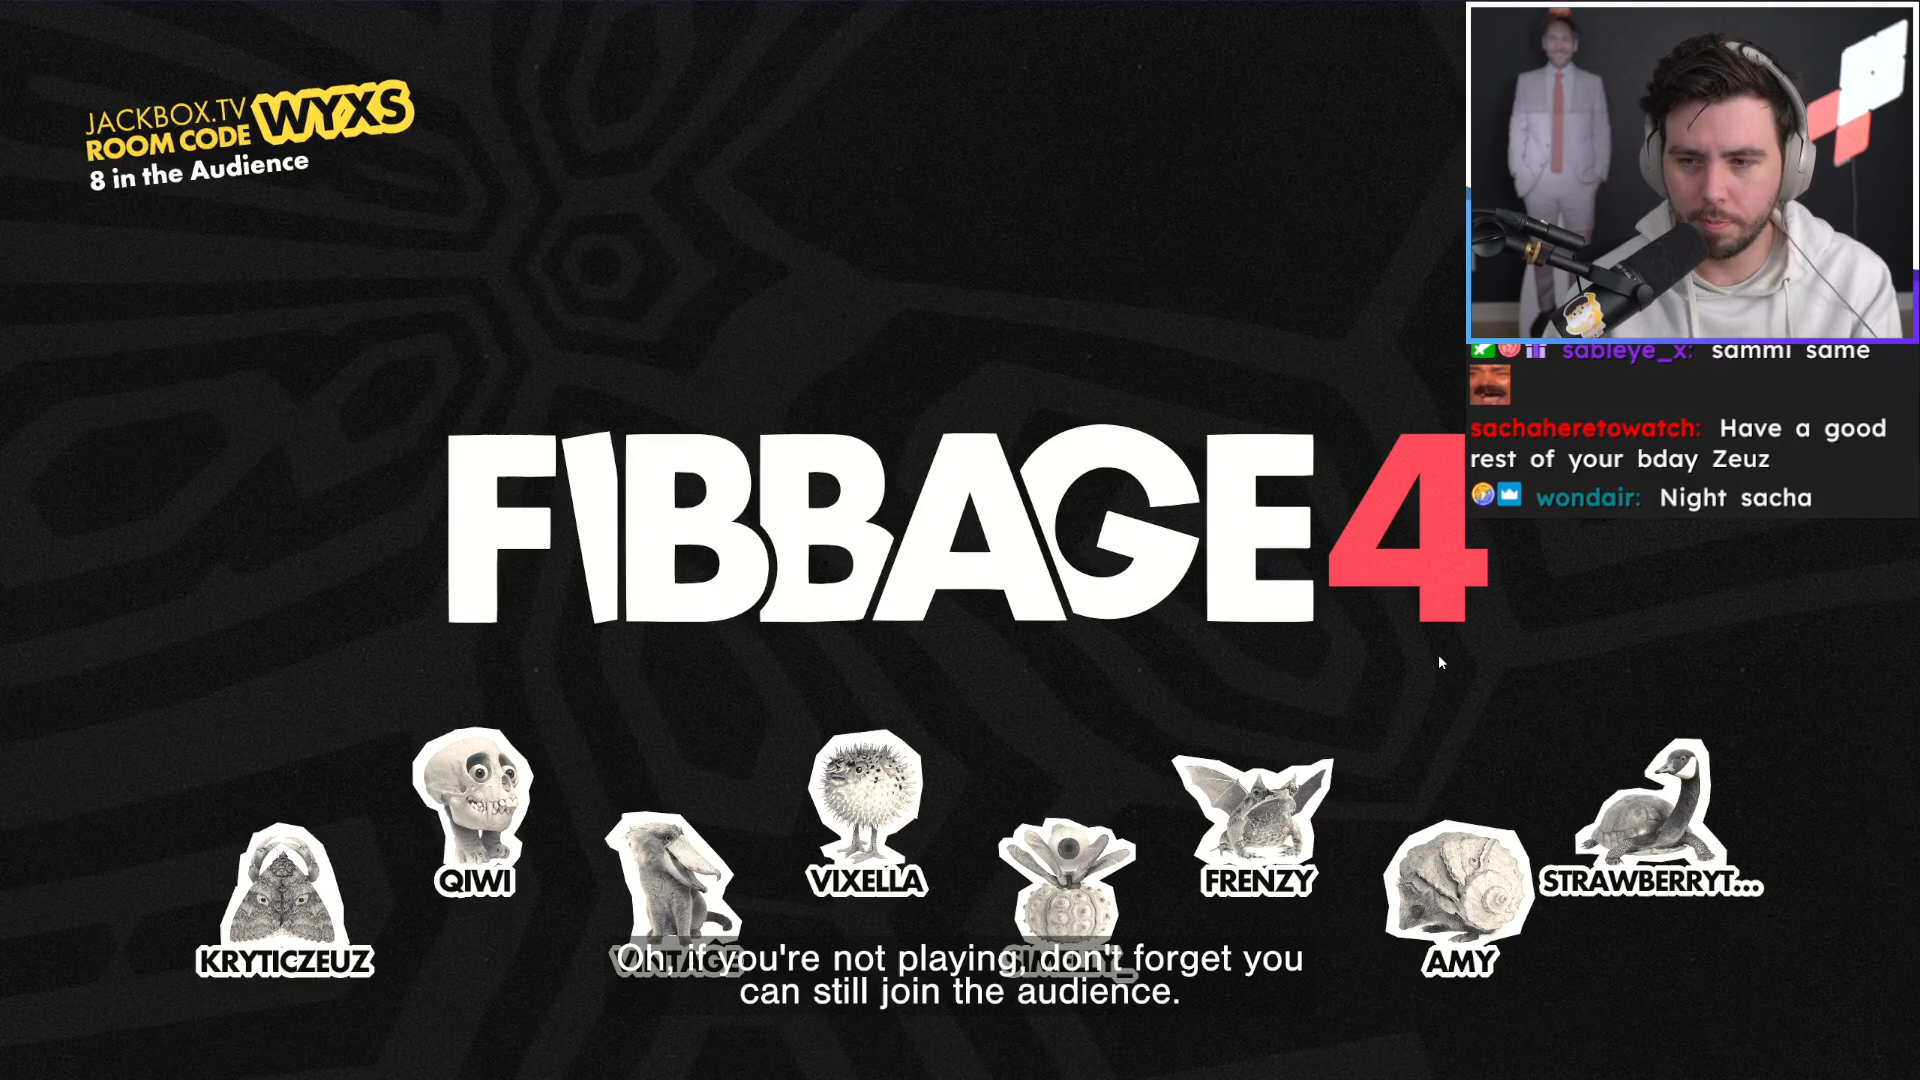 JACKBOX.TV
ROOM CODE WYXS
8 in the Audience
sableye_x: sammi same
sachaheretowatch: Have a good
rest of your bday Zeuz
wondair: Night sacha
FIBBAGE 4
QIWI
VIXELLA
FRENZY
STRAWBERRYT...
KRYTICZEUZ
VINTAGE
AMY
Oh, if you're not playing, don't forget you
can still join the audience.